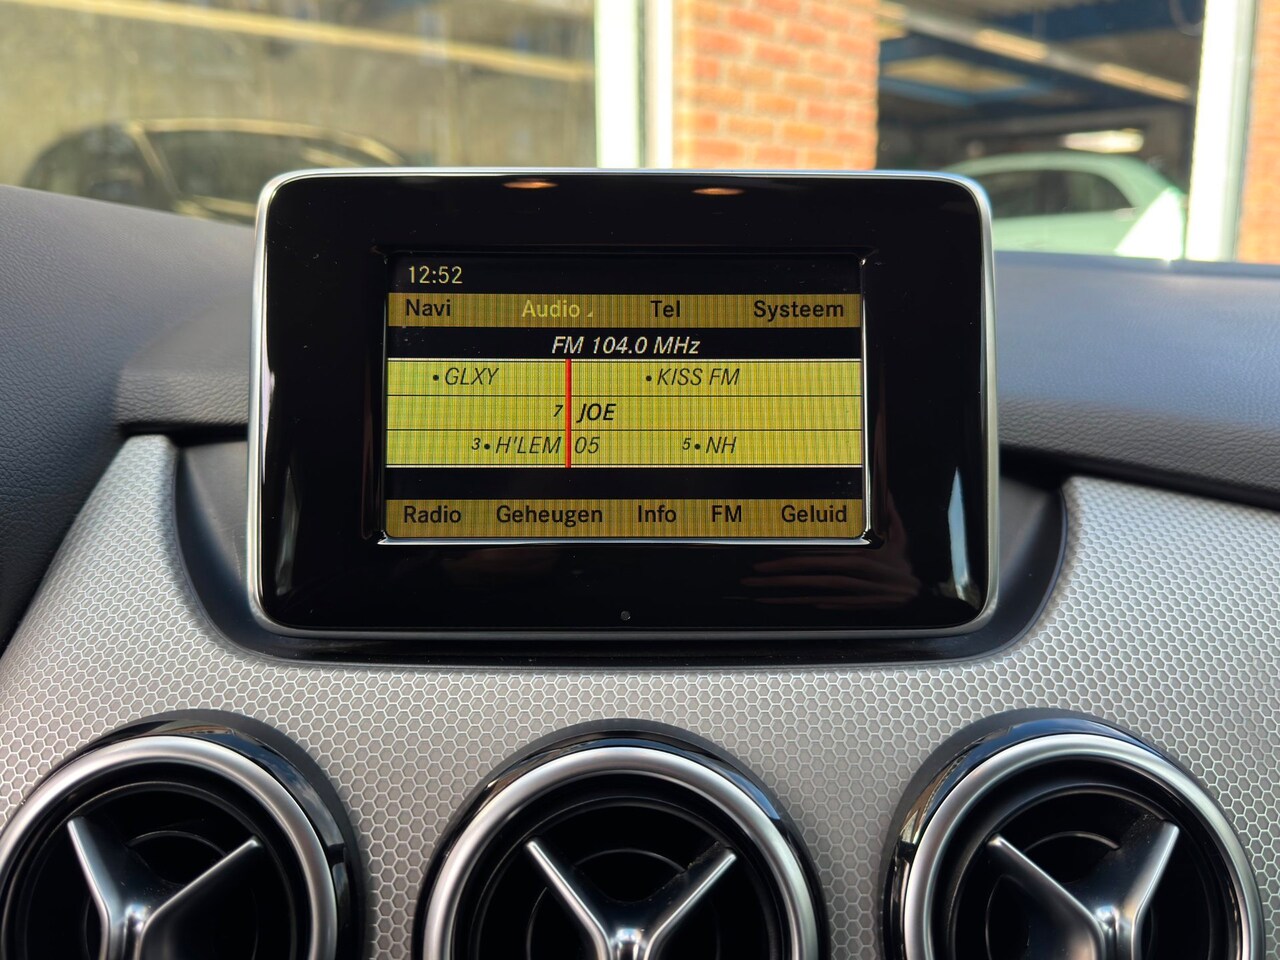 12:52
Navi Audio Tel Systeem
FM 104.0 MHz
•GLXY •KISS FM
7 JOE
3•H'LEM 05 5•NH
Radio Geheugen Info FM Geluid